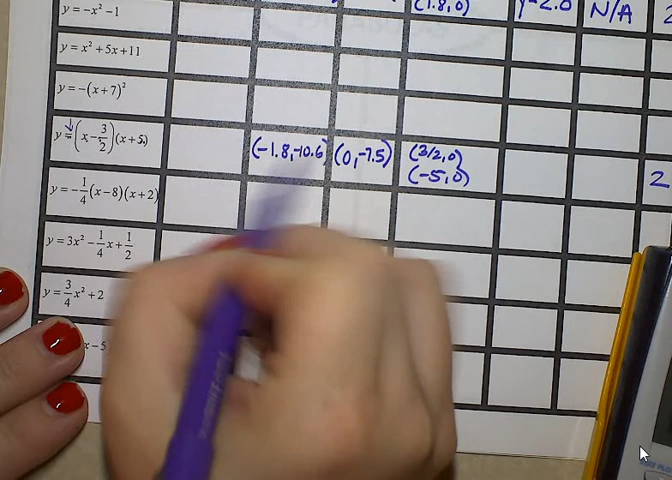 y = -x² - 1
(1.8, 0)
y = 2.0
N/A
y = x² + 5x + 11
y = -(x + 7)²
y = (x - 3/2)(x + 5)
(-1.8, -10.6)
(0, -7.5)
(3/2, 0)
(-5, 0)
2
y = -1/4(x - 8)(x + 2)
y = 3x² - 1/4x + 1/2
y = 3/4x² + 2
x - 5